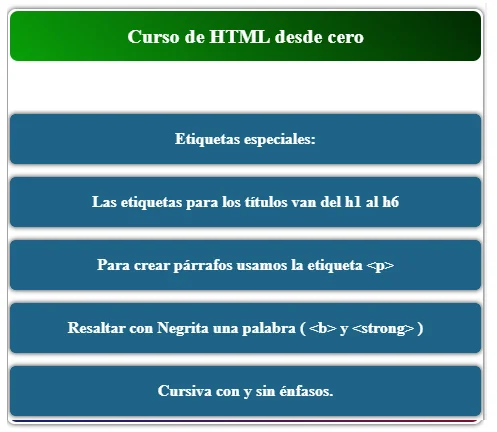 Curso de HTML desde cero
Etiquetas especiales:
Las etiquetas para los títulos van del h1 al h6
Para crear párrafos usamos la etiqueta <p>
Resaltar con Negrita una palabra ( <b> y <strong> )
Cursiva con y sin énfasos.